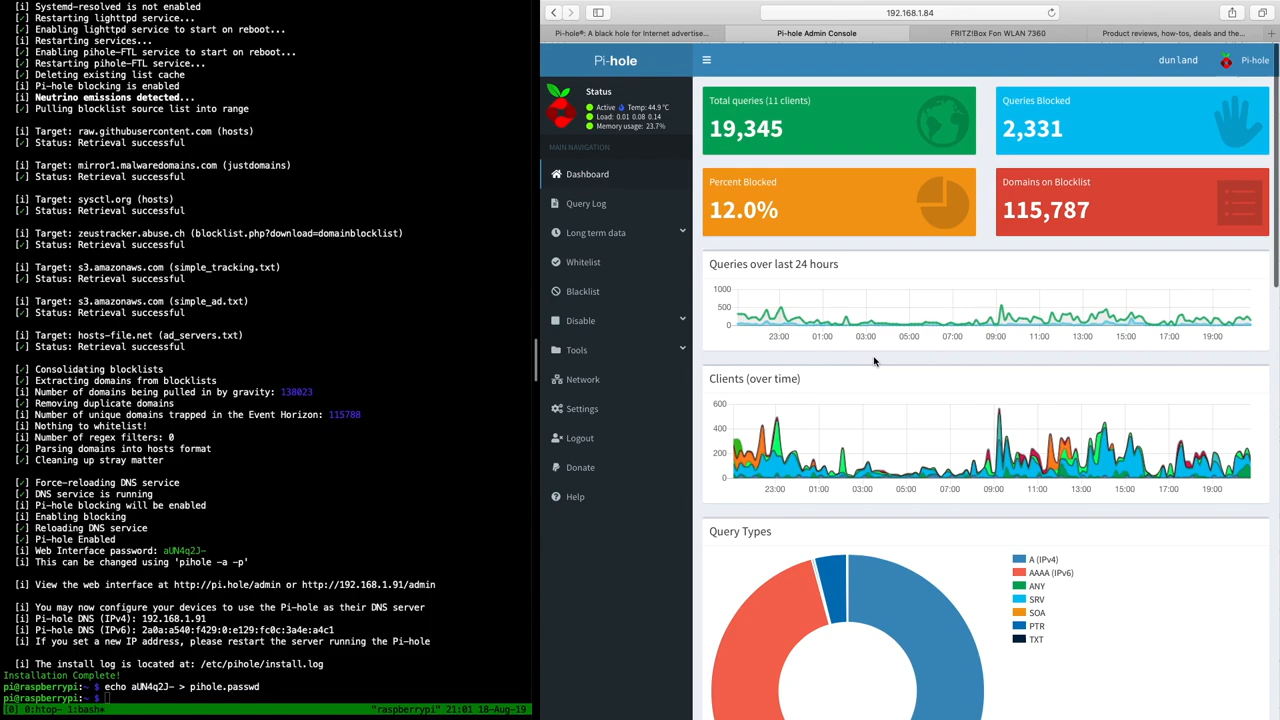 [i] Systemd-resolved is not enabled
[✓] Restarting lighttpd service...
[✓] Enabling lighttpd service to start on reboot...
[i] Restarting services...
[✓] Enabling pihole-FTL service to start on reboot...
[✓] Restarting pihole-FTL service...
[✓] Deleting existing list cache
[i] Pi-hole blocking is enabled
[i] Neutrino emissions detected...
[✓] Pulling blocklist source list into range
[i] Target: raw.githubusercontent.com (hosts)
[✓] Status: Retrieval successful
[i] Target: mirror1.malwaredomains.com (justdomains)
[✓] Status: Retrieval successful
[i] Target: sysctl.org (hosts)
[✓] Status: Retrieval successful
[i] Target: zeustracker.abuse.ch (blocklist.php?download=domainblocklist)
[✓] Status: Retrieval successful
[i] Target: s3.amazonaws.com (simple_tracking.txt)
[✓] Status: Retrieval successful
[i] Target: s3.amazonaws.com (simple_ad.txt)
[✓] Status: Retrieval successful
[i] Target: hosts-file.net (ad_servers.txt)
[✓] Status: Retrieval successful
[✓] Consolidating blocklists
[✓] Extracting domains from blocklists
[i] Number of domains being pulled in by gravity: 138023
[✓] Removing duplicate domains
[i] Number of unique domains trapped in the Event Horizon: 115788
[i] Nothing to whitelist!
[i] Number of regex filters: 0
[✓] Parsing domains into hosts format
[✓] Cleaning up stray matter
[✓] Force-reloading DNS service
[✓] DNS service is running
[i] Pi-hole blocking will be enabled
[i] Enabling blocking
[✓] Reloading DNS service
[✓] Pi-hole Enabled
[i] Web Interface password: aUN4q2J-
[i] This can be changed using 'pihole -a -p'
[i] View the web interface at http://pi.hole/admin or http://192.168.1.91/admin
[i] You may now configure your devices to use the Pi-hole as their DNS server
[i] Pi-hole DNS (IPv4): 192.168.1.91
[i] Pi-hole DNS (IPv6): 2a0a:a540:f429:0:e129:fc0c:3a4e:a4c1
[i] If you set a new IP address, please restart the server running the Pi-hole
[i] The install log is located at: /etc/pihole/install.log
Installation Complete!
pi@raspberrypi:~ $ echo aUN4q2J- > pihole.passwd
pi@raspberrypi:~ $
[0] 0:htop- 1:bash* "raspberrypi" 21:01 18-Aug-19
192.168.1.84
Pi-hole®: A black hole for Internet advertise...
Pi-hole Admin Console
FRITZ!Box Fon WLAN 7360
Product reviews, how-tos, deals and the...
Pi-hole
dunland
Pi-hole
Status
Active Temp: 44.9 °C
Load: 0.01 0.08 0.14
Memory usage: 23.7%
MAIN NAVIGATION
Dashboard
Query Log
Long term data
Whitelist
Blacklist
Disable
Tools
Network
Settings
Logout
Donate
Help
Total queries (11 clients)
19,345
Queries Blocked
2,331
Percent Blocked
12.0%
Domains on Blocklist
115,787
Queries over last 24 hours
1000
500
0
23:00 01:00 03:00 05:00 07:00 09:00 11:00 13:00 15:00 17:00 19:00
Clients (over time)
600
400
200
0
23:00 01:00 03:00 05:00 07:00 09:00 11:00 13:00 15:00 17:00 19:00
Query Types
A (IPv4)
AAAA (IPv6)
ANY
SRV
SOA
PTR
TXT